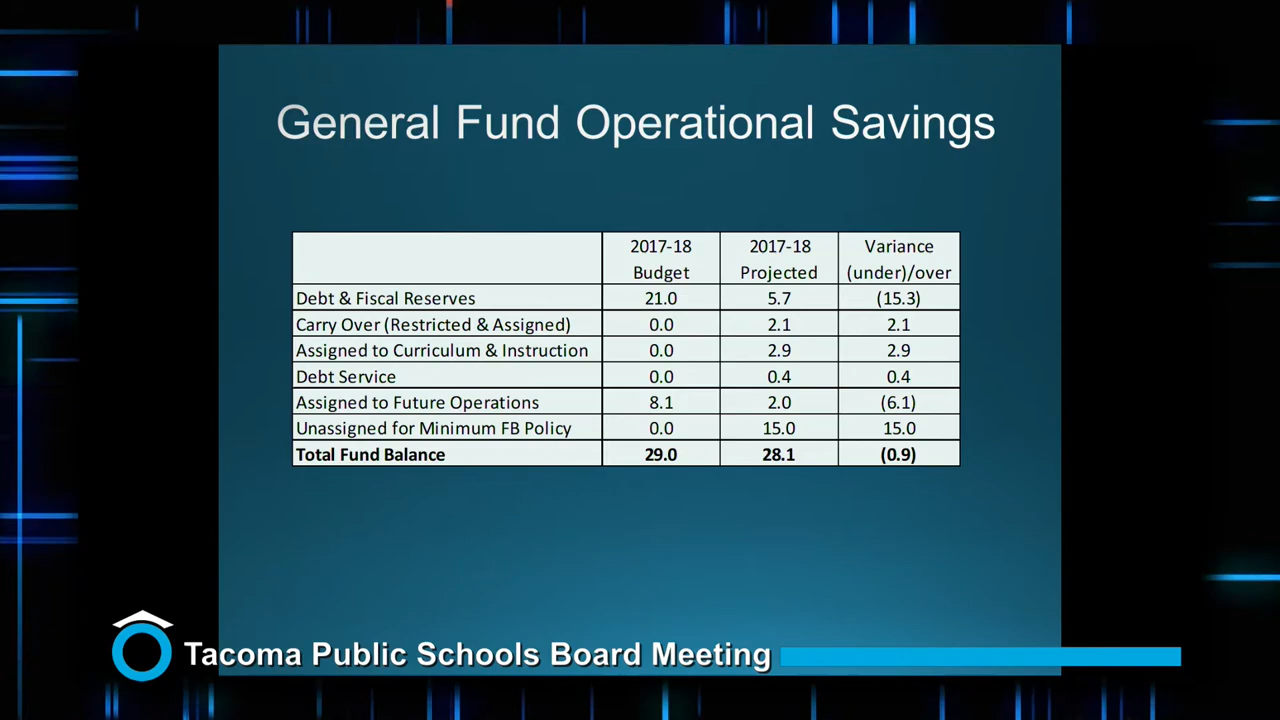 General Fund Operational Savings
2017-18 2017-18 Variance
Budget Projected (under)/over
Debt & Fiscal Reserves 21.0 5.7 (15.3)
Carry Over (Restricted & Assigned) 0.0 2.1 2.1
Assigned to Curriculum & Instruction 0.0 2.9 2.9
Debt Service 0.0 0.4 0.4
Assigned to Future Operations 8.1 2.0 (6.1)
Unassigned for Minimum FB Policy 0.0 15.0 15.0
Total Fund Balance 29.0 28.1 (0.9)
Tacoma Public Schools Board Meeting